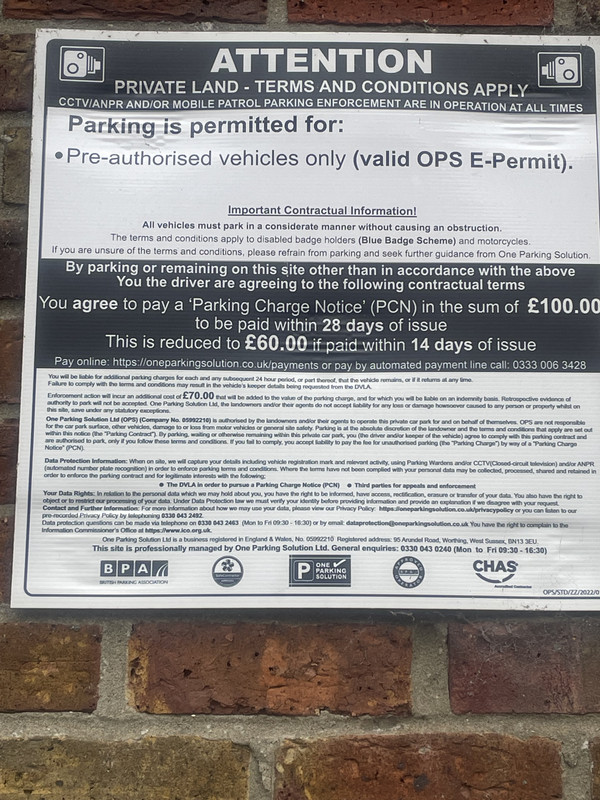 ATTENTION
PRIVATE LAND - TERMS AND CONDITIONS APPLY
CCTV/ANPR AND/OR MOBILE PATROL PARKING ENFORCEMENT ARE IN OPERATION AT ALL TIMES
Parking is permitted for:
• Pre-authorised vehicles only (valid OPS E-Permit).
Important Contractual Information!
All vehicles must park in a considerate manner without causing an obstruction.
The terms and conditions apply to disabled badge holders (Blue Badge Scheme) and motorcycles.
If you are unsure of the terms and conditions, please refrain from parking and seek further guidance from One Parking Solution.
By parking or remaining on this site other than in accordance with the above
You the driver are agreeing to the following contractual terms
You agree to pay a 'Parking Charge Notice' (PCN) in the sum of £100.00
to be paid within 28 days of issue
This is reduced to £60.00 if paid within 14 days of issue
Pay online: https://oneparkingsolution.co.uk/payments or pay by automated payment line call: 0333 006 3428
You will be liable for additional parking charges for each and any subsequent 24 hour period, or part thereof, that the vehicle remains, or if it returns at any time.
Failure to comply with the terms and conditions may result in the vehicle's keeper details being requested from the DVLA.
Enforcement action will incur an additional cost of £70.00 that will be added to the value of the parking charge, and for which you will be liable on an indemnity basis. Retrospective evidence of
authority to park will not be accepted. One Parking Solution Ltd, the landowners and/or their agents do not accept liability for any loss or damage howsoever caused to any person or property whilst on
this site, save under any statutory exceptions.
One Parking Solution Ltd (OPS) (Company No. 05992210) is authorised by the landowners and/or their agents to operate this private car park for and on behalf of themselves. OPS are not responsible
for the car park surface, other vehicles, damage to or loss from motor vehicles or general site safety. Parking is at the absolute discretion of the landowner and the terms and conditions that apply are set out
within this notice (the "Parking Contract"). By parking, waiting or otherwise remaining within this private car park, you (the driver and/or keeper of the vehicle) agree to comply with this parking contract and
are authorised to park, only if you follow these terms and conditions. If you fail to comply, you accept liability to pay the fee for unauthorised parking (the "Parking Charge") by way of a "Parking Charge
Notice" (PCN).
Data Protection Information: When on site, we will capture your details including vehicle registration mark and relevant activity, using Parking Wardens and/or CCTV(Closed-circuit television) and/or ANPR
(automated number plate recognition) in order to enforce parking terms and conditions. Where the terms have not been complied with your personal data may be collected, processed, shared and retained in
order to enforce the parking contract and for legitimate interests with the following;
• The DVLA in order to pursue a Parking Charge Notice (PCN) • Third parties for appeals and enforcement
Your Data Rights: In relation to the personal data which we may hold about you, you have the right to be informed, have access, rectification, ensure or transfer of your data. You also have the right to
object to or restrict our processing of your data. Under Data Protection law we must verify your identity before providing information and provide an explanation if we disagree with your request.
Contact and Further Information: For more information about how we may use your data, please view our Privacy Policy: https://oneparkingsolution.co.uk/privacypolicy or you can listen to our
pre-recorded Privacy Policy by telephoning 0330 043 2492.
Data protection questions can be made via telephone on 0330 043 2463 (Mon to Fri 09:30 - 16:30) or by email: dataprotection@oneparkingsolution.co.uk You have the right to complain to the
Information Commissioner's Office at https://www.ico.org.uk.
One Parking Solution Ltd is a business registered in England & Wales, No. 05992210 Registered address: 95 Arundel Road, Worthing, West Sussex, BN13 3EU.
This site is professionally managed by One Parking Solution Ltd. General enquiries: 0330 043 0240 (Mon to Fri 09:30 - 16:30)
BPA
BRITISH PARKING ASSOCIATION
P ONE PARKING SOLUTION
CHAS
Accredited Contractor
OPS/STD/ZZ/2022/0